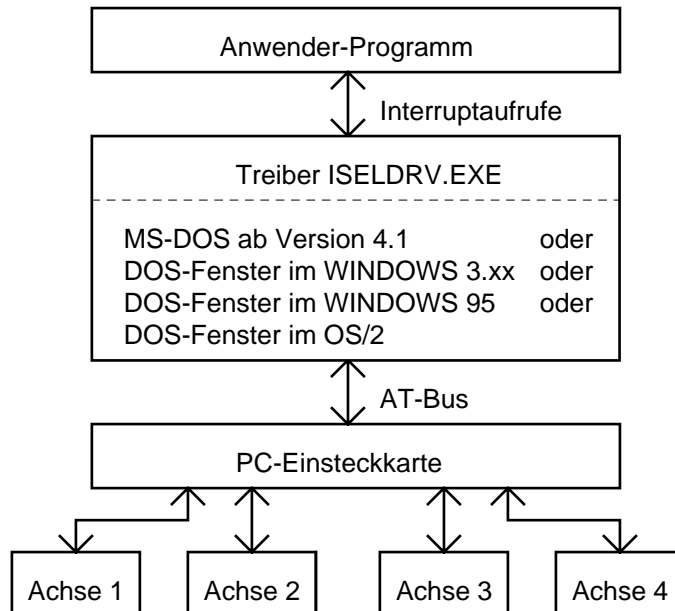 Anwender-Programm
Interruptaufrufe
Treiber ISELDRV.EXE
MS-DOS ab Version 4.1 oder
DOS-Fenster im WINDOWS 3.xx oder
DOS-Fenster im WINDOWS 95 oder
DOS-Fenster im OS/2
AT-Bus
PC-Einsteckkarte
Achse 1 Achse 2 Achse 3 Achse 4